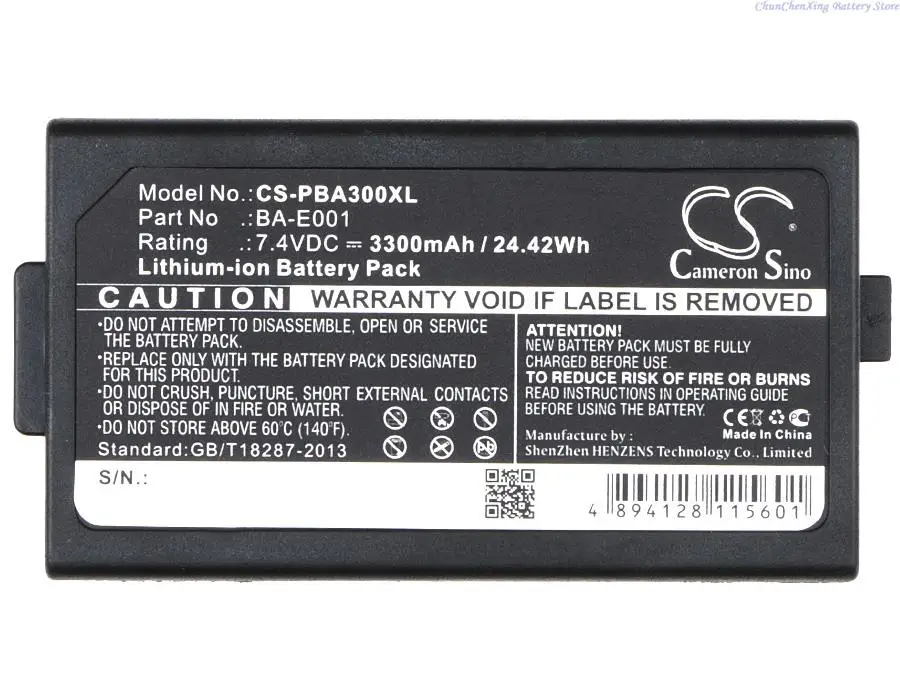 ChunChenXing Battery Store
Model No.:CS-PBA300XL
Part No .:BA-E001
Rating .:7.4VDC ⎓ 3300mAh / 24.42Wh
Lithium-ion Battery Pack
CS
®
Cameron Sino
CAUTION WARRANTY VOID IF LABEL IS REMOVED
•DO NOT ATTEMPT TO DISASSEMBLE, OPEN OR SERVICE
THE BATTERY PACK.
•REPLACE ONLY WITH THE BATTERY PACK DESIGNATED
FOR THIS PRODUCT.
•DO NOT CRUSH, PUNCTURE, SHORT EXTERNAL CONTACTS
OR DISPOSE OF IN FIRE OR WATER.
•DO NOT STORE ABOVE 60℃ (140℉).
Standard:GB/T18287-2013
Pb
ATTENTION!
NEW BATTERY PACK MUST BE FULLY
CHARGED BEFORE USE.
TO REDUCE RISK OF FIRE OR BURNS
READ INSTRUCTIONS IN OPERATING GUIDE
BEFORE USING THE BATTERY.
CE
Made In China
Manufacture by :
ShenZhen HENZENS Technology Co., Limited
S/N.:
4 894128 115601